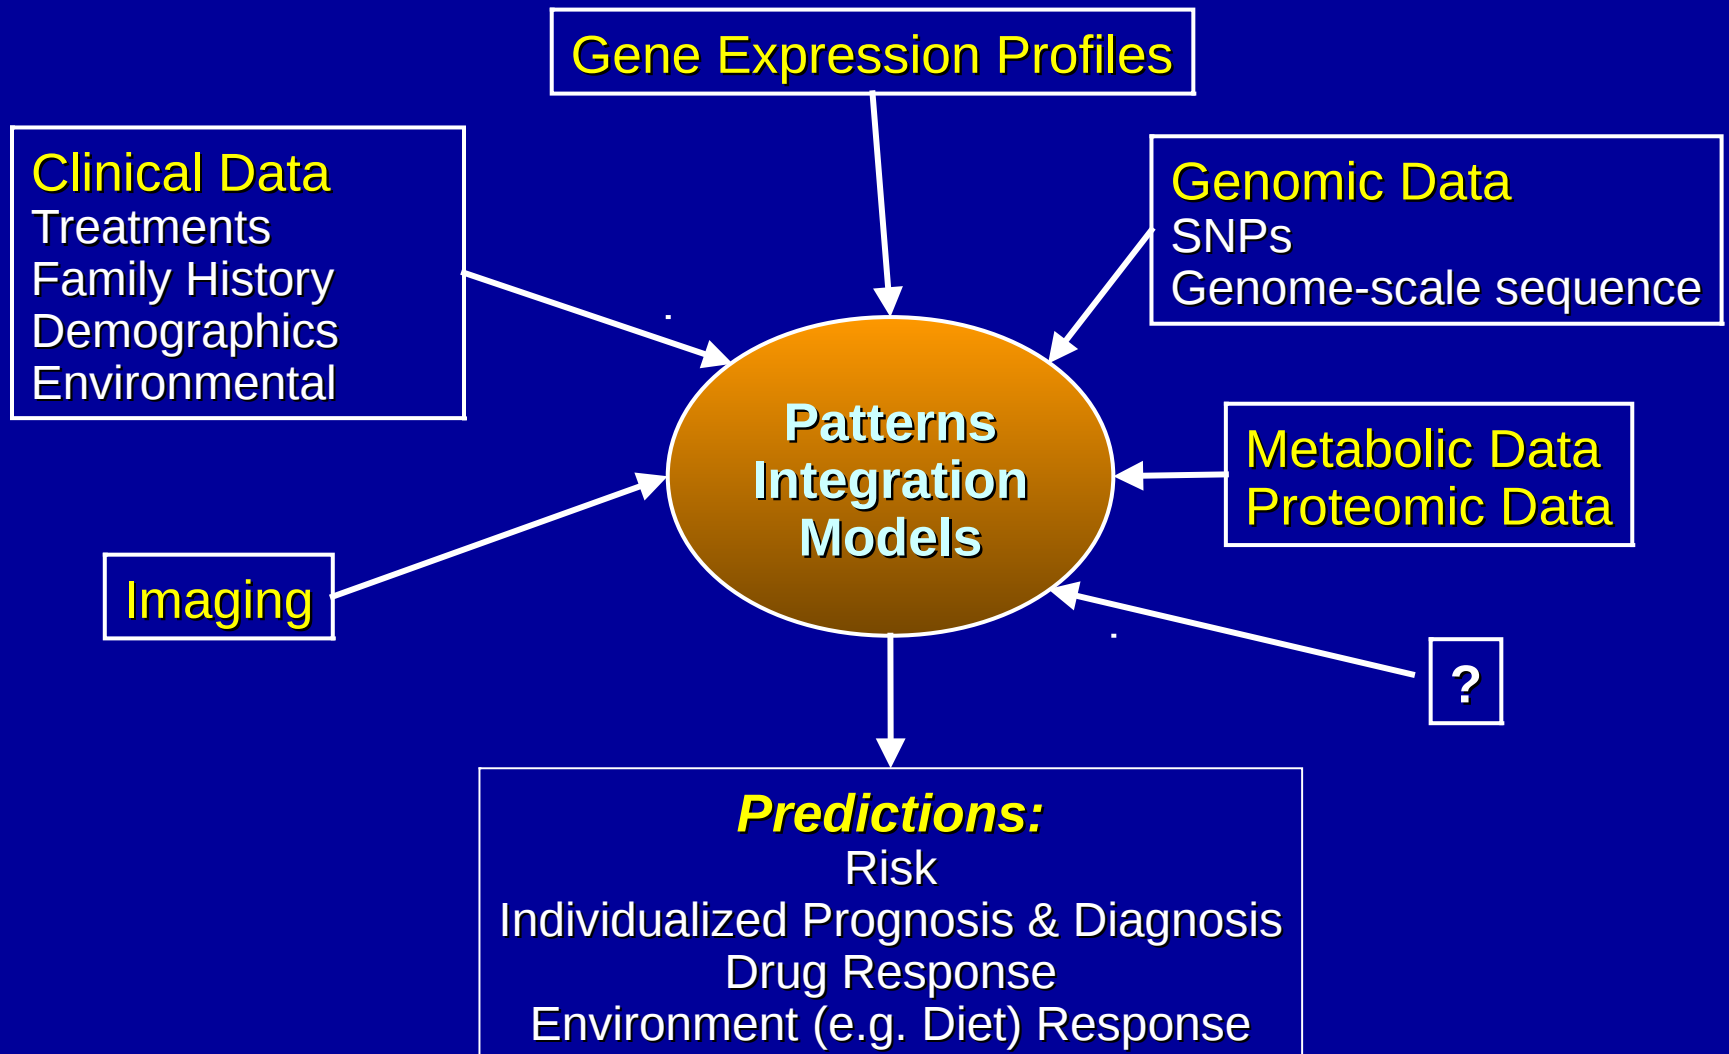 Gene Expression Profiles
Clinical Data
Treatments
Family History
Demographics
Environmental
Genomic Data
SNPs
Genome-scale sequence
Patterns
Integration
Models
Metabolic Data
Proteomic Data
Imaging
?
Predictions:
Risk
Individualized Prognosis & Diagnosis
Drug Response
Environment (e.g. Diet) Response